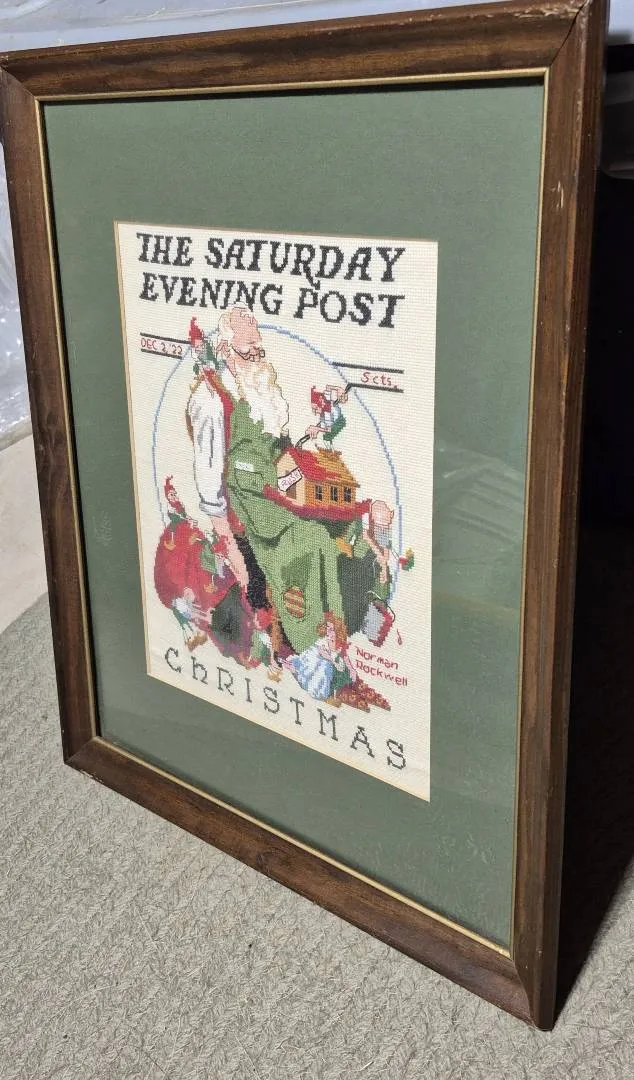 THE SATURDAY
EVENING POST
DEC 2,'22
5 cts.
Norman
Rockwell
ChRISTMAS